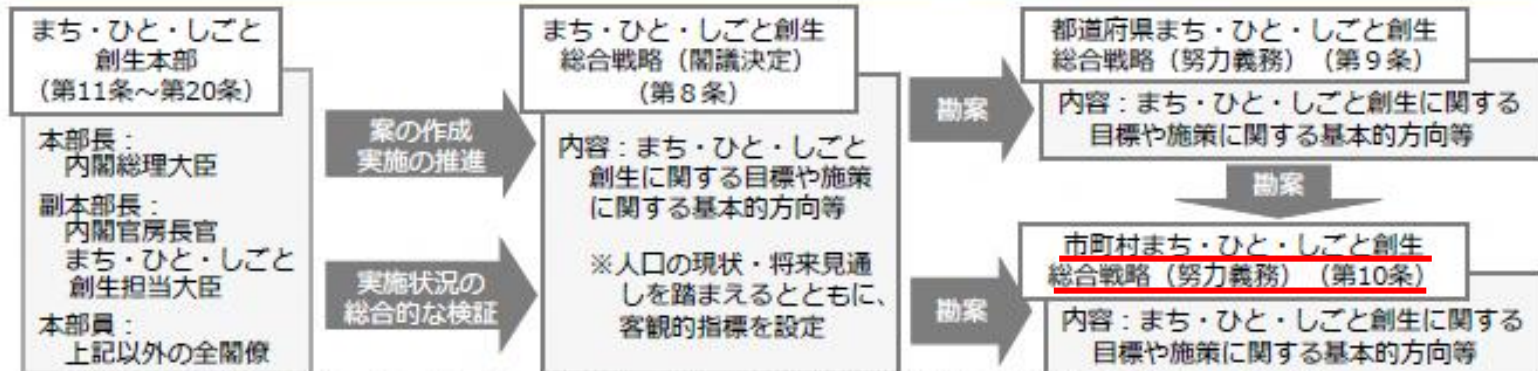 まち・ひと・しごと
創生本部
(第11条～第20条)
本部長：
内閣総理大臣
副本部長：
内閣官房長官
まち・ひと・しごと
創生担当大臣
本部員：
上記以外の全閣僚
案の作成
実施の推進
実施状況の
総合的な検証
まち・ひと・しごと創生
総合戦略（閣議決定）
（第８条）
内容：まち・ひと・しごと
創生に関する目標や施策
に関する基本的方向等
※人口の現状・将来見通
しを踏まえるとともに、
客観的指標を設定
勘案
都道府県まち・ひと・しごと創生
総合戦略（努力義務）（第９条）
内容：まち・ひと・しごと創生に関する
目標や施策に関する基本的方向等
勘案
勘案
市町村まち・ひと・しごと創生
総合戦略（努力義務）（第10条）
内容：まち・ひと・しごと創生に関する
目標や施策に関する基本的方向等